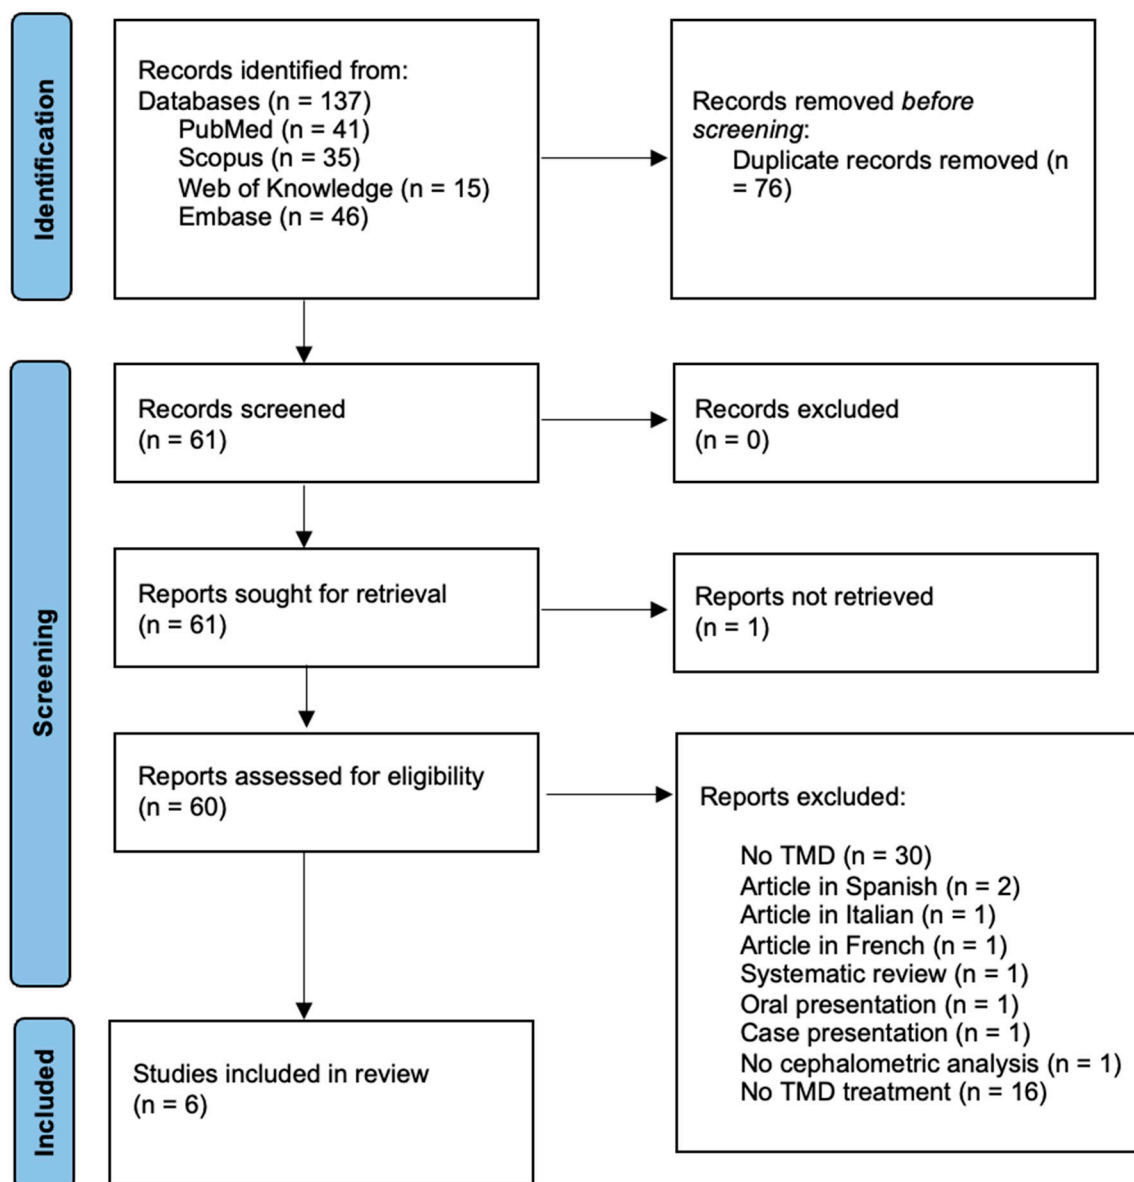 Identification
Records identified from:
Databases (n = 137)
PubMed (n = 41)
Scopus (n = 35)
Web of Knowledge (n = 15)
Embase (n = 46)
Records removed before
screening:
Duplicate records removed (n
= 76)
Screening
Records screened
(n = 61)
Records excluded
(n = 0)
Reports sought for retrieval
(n = 61)
Reports not retrieved
(n = 1)
Reports assessed for eligibility
(n = 60)
Reports excluded:
No TMD (n = 30)
Article in Spanish (n = 2)
Article in Italian (n = 1)
Article in French (n = 1)
Systematic review (n = 1)
Oral presentation (n = 1)
Case presentation (n = 1)
No cephalometric analysis (n = 1)
No TMD treatment (n = 16)
Included
Studies included in review
(n = 6)